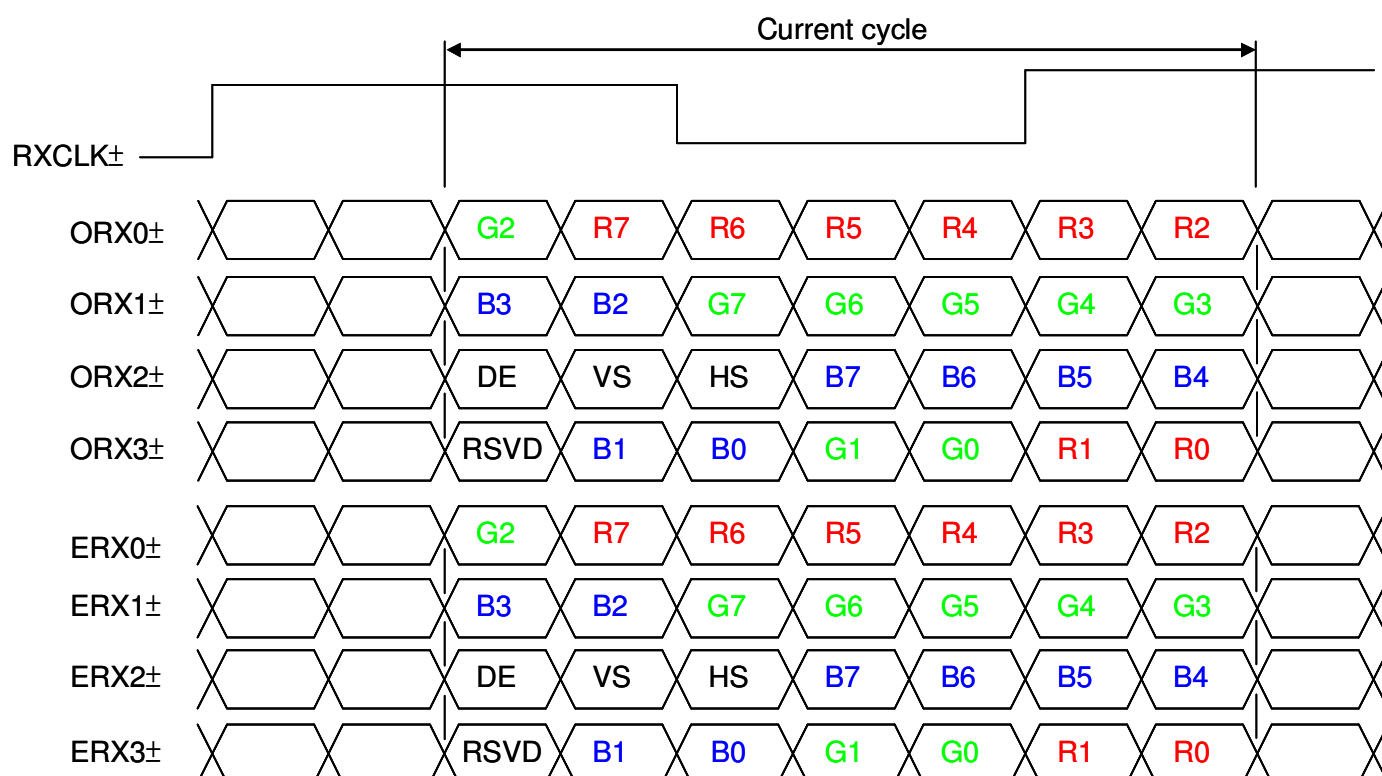 Current cycle
RXCLK±
ORX0± G2 R7 R6 R5 R4 R3 R2
ORX1± B3 B2 G7 G6 G5 G4 G3
ORX2± DE VS HS B7 B6 B5 B4
ORX3± RSVD B1 B0 G1 G0 R1 R0
ERX0± G2 R7 R6 R5 R4 R3 R2
ERX1± B3 B2 G7 G6 G5 G4 G3
ERX2± DE VS HS B7 B6 B5 B4
ERX3± RSVD B1 B0 G1 G0 R1 R0